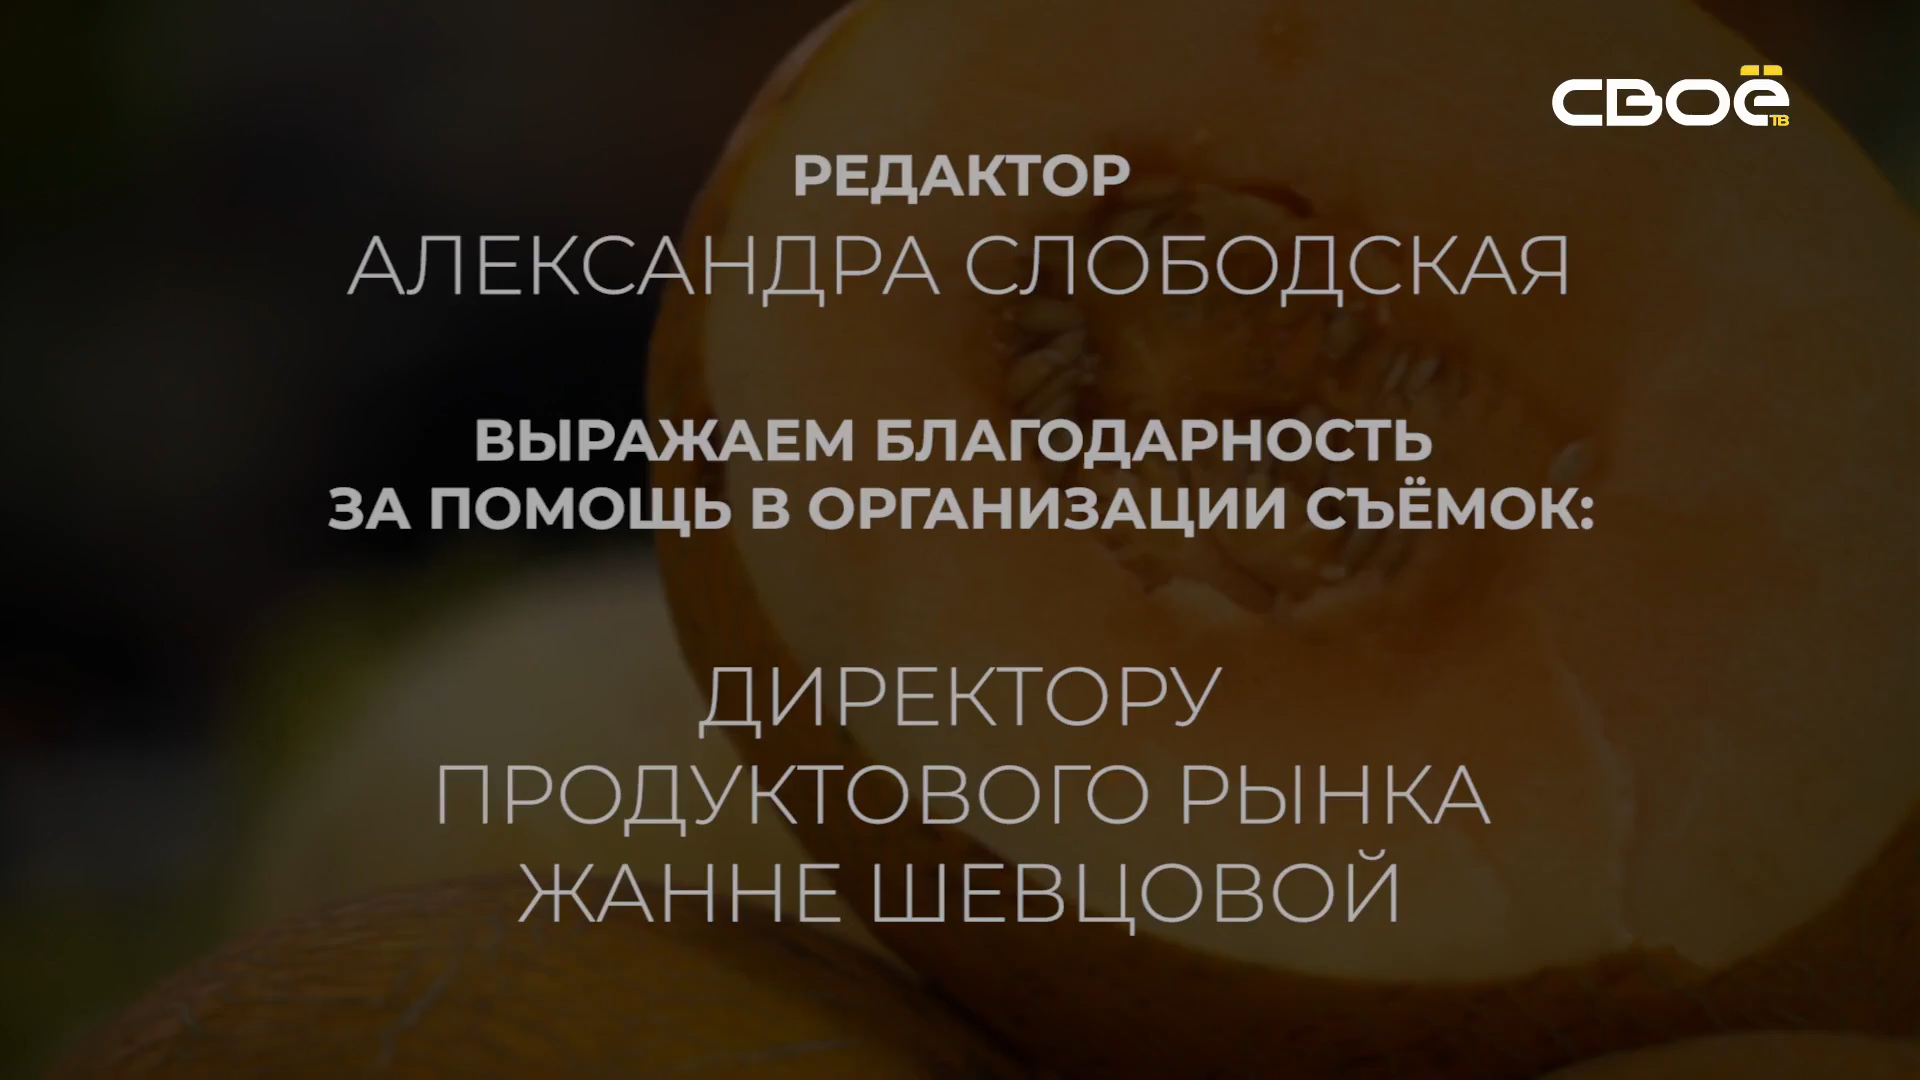 СВОЁ
ТВ
РЕДАКТОР
АЛЕКСАНДРА СЛОБОДСКАЯ
ВЫРАЖАЕМ БЛАГОДАРНОСТЬ
ЗА ПОМОЩЬ В ОРГАНИЗАЦИИ СЪЁМОК:
ДИРЕКТОРУ
ПРОДУКТОВОГО РЫНКА
ЖАННЕ ШЕВЦОВОЙ